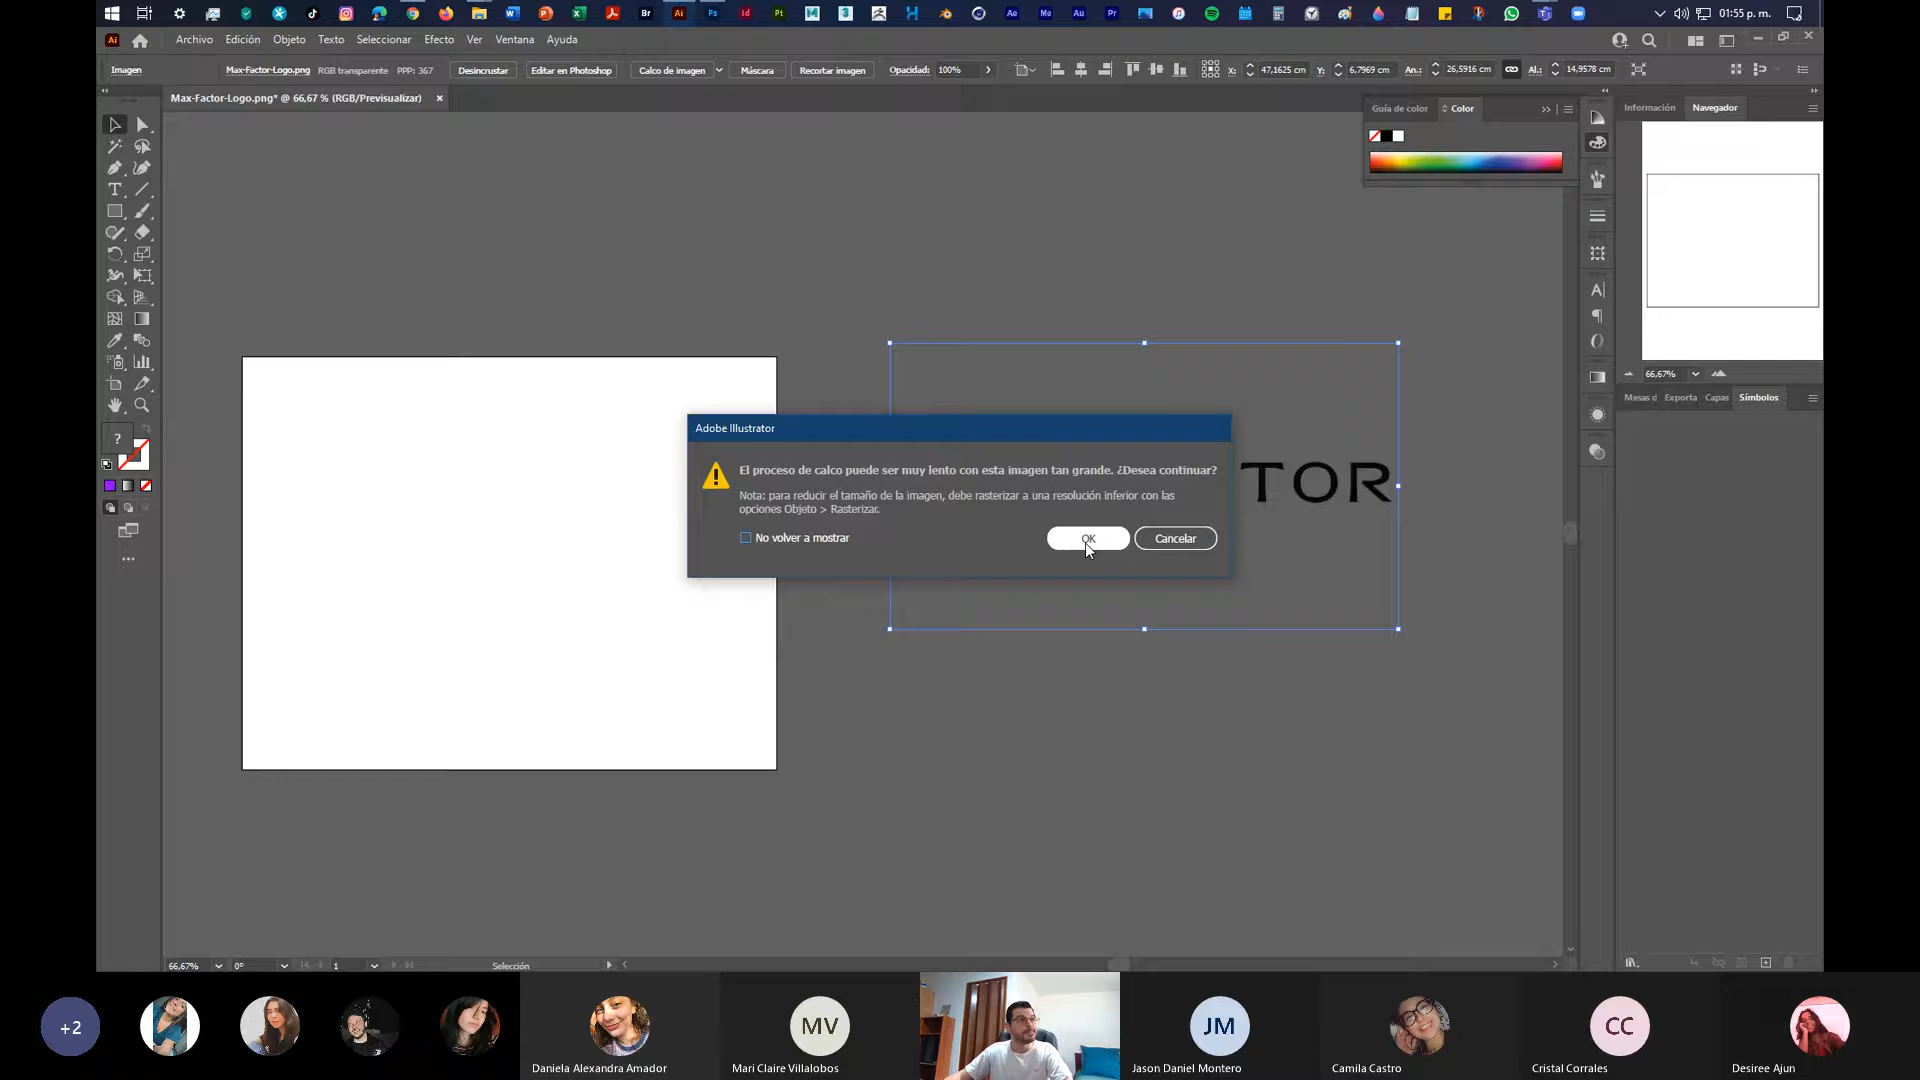 01:55 p. m.
Archivo Edición Objeto Texto Seleccionar Efecto Ver Ventana Ayuda
Imagen Max-Factor-Logo.png RGB transparente PPP: 367 Desincrustar Editar en Photoshop Calco de imagen Máscara Recortar imagen Opacidad: 100% X: 47,1625 cm Y: 6,7969 cm An.: 26,5916 cm Al.: 14,9578 cm
Max-Factor-Logo.png* @ 66,67 % (RGB/Previsualizar)
Guía de color Color
Información Navegador
66,67%
Mesas d Exporta Capas Símbolos
Adobe Illustrator
El proceso de calco puede ser muy lento con esta imagen tan grande. ¿Desea continuar?
Nota: para reducir el tamaño de la imagen, debe rasterizar a una resolución inferior con las
opciones Objeto > Rasterizar.
No volver a mostrar
OK Cancelar
TOR
?
66,67% 0° 1 Selección
+2
MV
JM
CC
Daniela Alexandra Amador
Mari Claire Villalobos
Jason Daniel Montero
Camila Castro
Cristal Corrales
Desiree Ajun